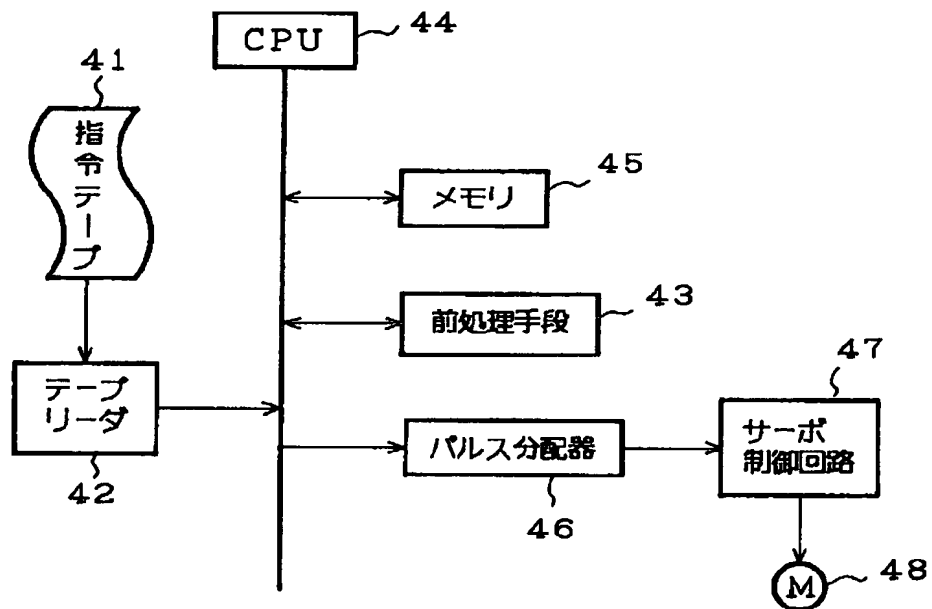 CPU
44
41
指令テープ
メモリ
45
前処理手段
43
テープ
リーダ
42
パルス分配器
46
サーボ
制御回路
47
M
48